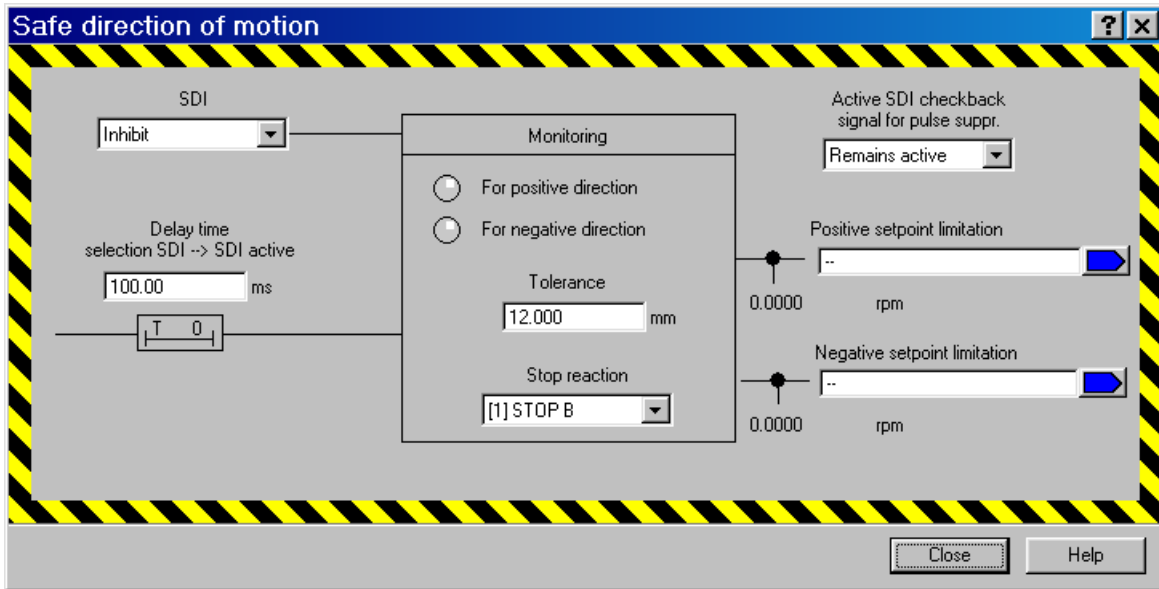 Safe direction of motion
?
SDI
Inhibit
Delay time
selection SDI --> SDI active
100.00 ms
T 0
Monitoring
For positive direction
For negative direction
Tolerance
12.000 mm
Stop reaction
[1] STOP B
Active SDI checkback
signal for pulse suppr.
Remains active
Positive setpoint limitation
--
0.0000 rpm
Negative setpoint limitation
--
0.0000 rpm
Close Help